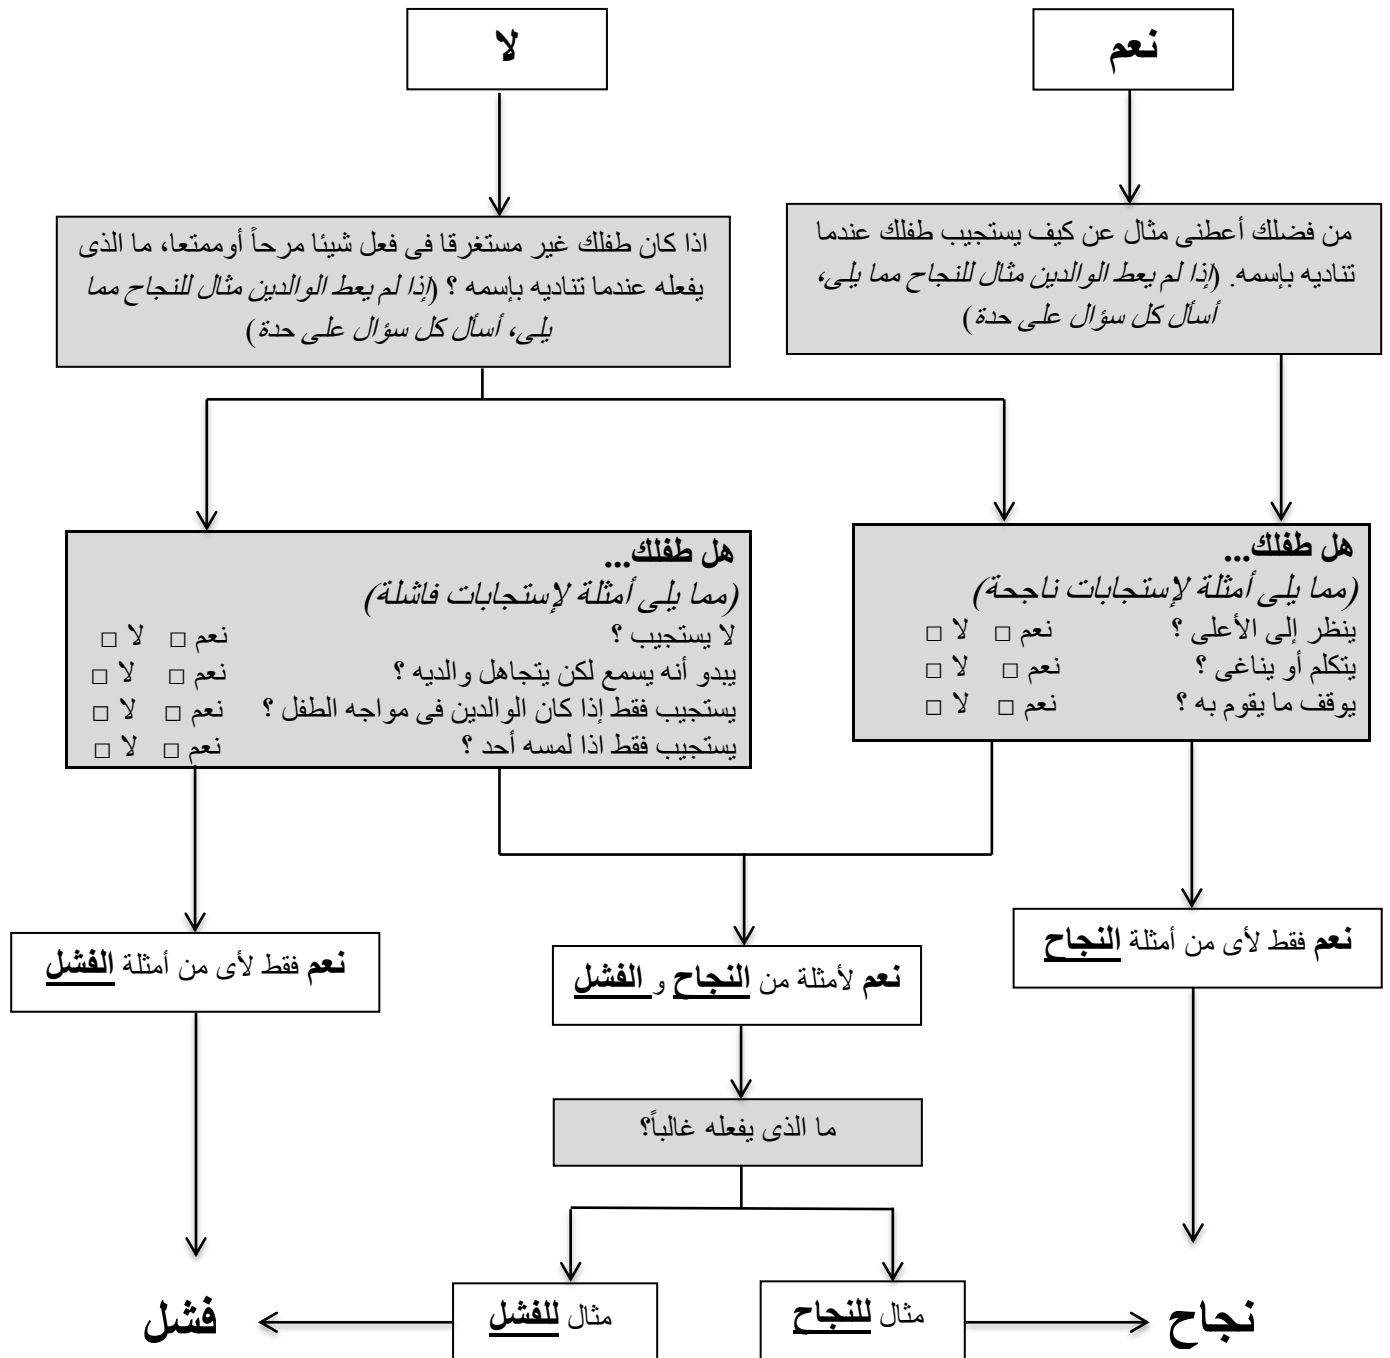 نعم
لا
من فضلك أعطنى مثال عن كيف يستجيب طفلك عندما
تناديه بإسمه. (إذا لم يعط الوالدين مثال للنجاح مما يلى،
أسأل كل سؤال على حدة)
اذا كان طفلك غير مستغرقا فى فعل شيئا مرحاً أوممتعا، ما الذى
يفعله عندما تناديه بإسمه ؟ (إذا لم يعط الوالدين مثال للنجاح مما
يلى، أسأل كل سؤال على حدة)
هل طفلك...
(مما يلى أمثلة لإستجابات ناجحة)
ينظر إلى الأعلى ؟ نعم □ لا □
يتكلم أو يناغى ؟ نعم □ لا □
يوقف ما يقوم به ؟ نعم □ لا □
هل طفلك...
(مما يلى أمثلة لإستجابات فاشلة)
لا يستجيب ؟ نعم □ لا □
يبدو أنه يسمع لكن يتجاهل والديه ؟ نعم □ لا □
يستجيب فقط إذا كان الوالدين فى مواجه الطفل ؟ نعم □ لا □
يستجيب فقط اذا لمسه أحد ؟ نعم □ لا □
نعم فقط لأى من أمثلة النجاح
نعم لأمثلة من النجاح و الفشل
نعم فقط لأى من أمثلة الفشل
ما الذى يفعله غالباً؟
نجاح
مثال للنجاح
مثال للفشل
فشل